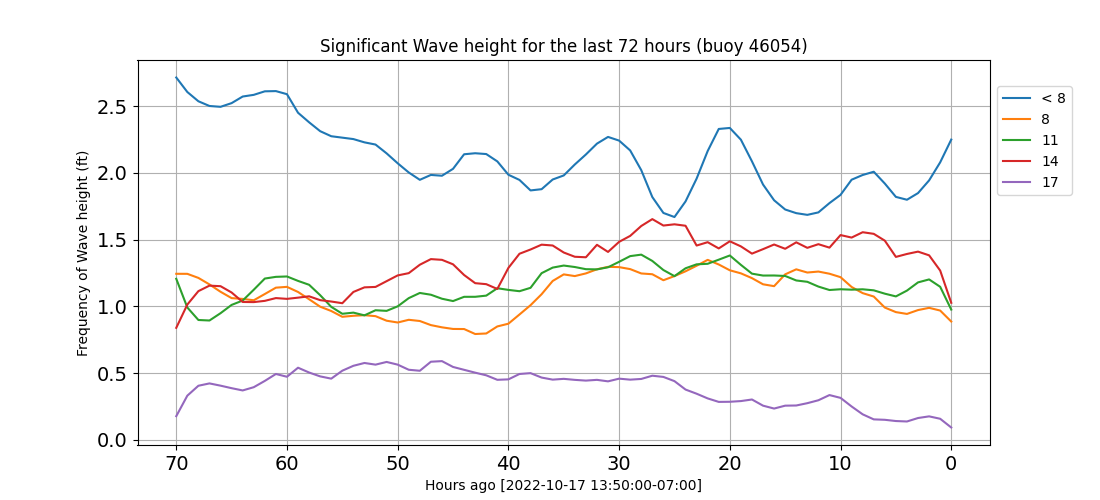 Significant Wave height for the last 72 hours (buoy 46054)
Frequency of Wave height (ft)
2.5
2.0
1.5
1.0
0.5
0.0
70 60 50 40 30 20 10 0
Hours ago [2022-10-17 13:50:00-07:00]
< 8
8
11
14
17